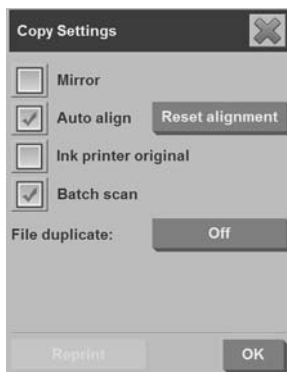 Copy Settings
Mirror
Auto align Reset alignment
Ink printer original
Batch scan
File duplicate: Off
Reprint OK